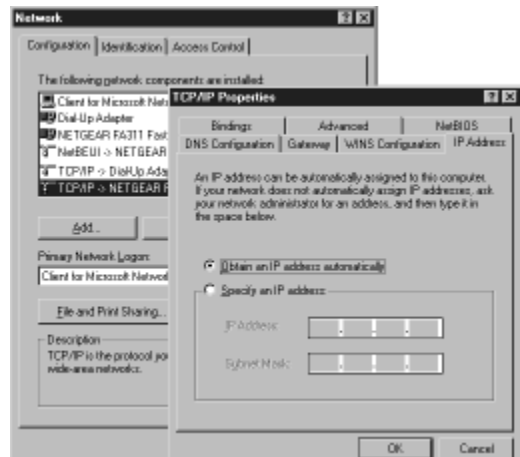 Network
Configuration
Identification
Access Control
The following network components are installed:
Client for Microsoft Netw
Dial-Up Adapter
NETGEAR FA311 Fast
NetBEUI -> NETGEAR
TCP/IP -> Dial-Up Ada
TCP/IP -> NETGEAR F
Add...
Primary Network Logon:
Client for Microsoft Network
File and Print Sharing...
Description
TCP/IP is the protocol you
wide-area networks.
TCP/IP Properties
Bindings
Advanced
NetBIOS
DNS Configuration
Gateway
WINS Configuration
IP Address
An IP address can be automatically assigned to this computer.
If your network does not automatically assign IP addresses, ask
your network administrator for an address, and then type it in
the space below.
Obtain an IP address automatically
Specify an IP address:
IP Address:
Subnet Mask:
OK
Cancel